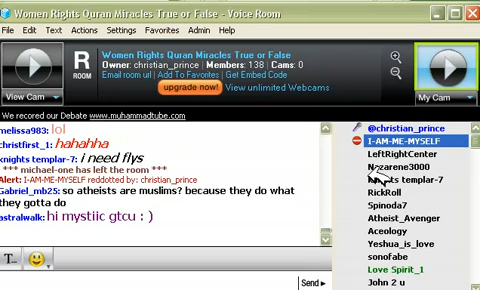 Women Rights Quran Miracles True or False - Voice Room
File Edit Text Actions Settings Favorites Admin Help
R ROOM
Women Rights Quran Miracles True or False
Owner: christian_prince | Members: 138 | Cams: 0
Email room url | Add To Favorites | Get Embed Code
upgrade now! View unlimited Webcams
View Cam
My Cam
We recored our Debate www.muhammadtube.com
melissa983: lol
christfirst_1: hahahha
knights templar-7: i need flys
*** michael-one has left the room ***
Alert: I-AM-ME-MYSELF reddotted by: christian_prince
Gabriel_mb25: so atheists are muslims? because they do what they gotta do
astralwalk: hi mystiic gtcu : )
@christian_prince
I-AM-ME-MYSELF
LeftRightCenter
Nazarene3000
templar-7
RickRoll
Spinoda7
Atheist_Avenger
Aceology
Yeshua_is_love
sonofabe
Love Spirit_1
John 2 u
T...
Send